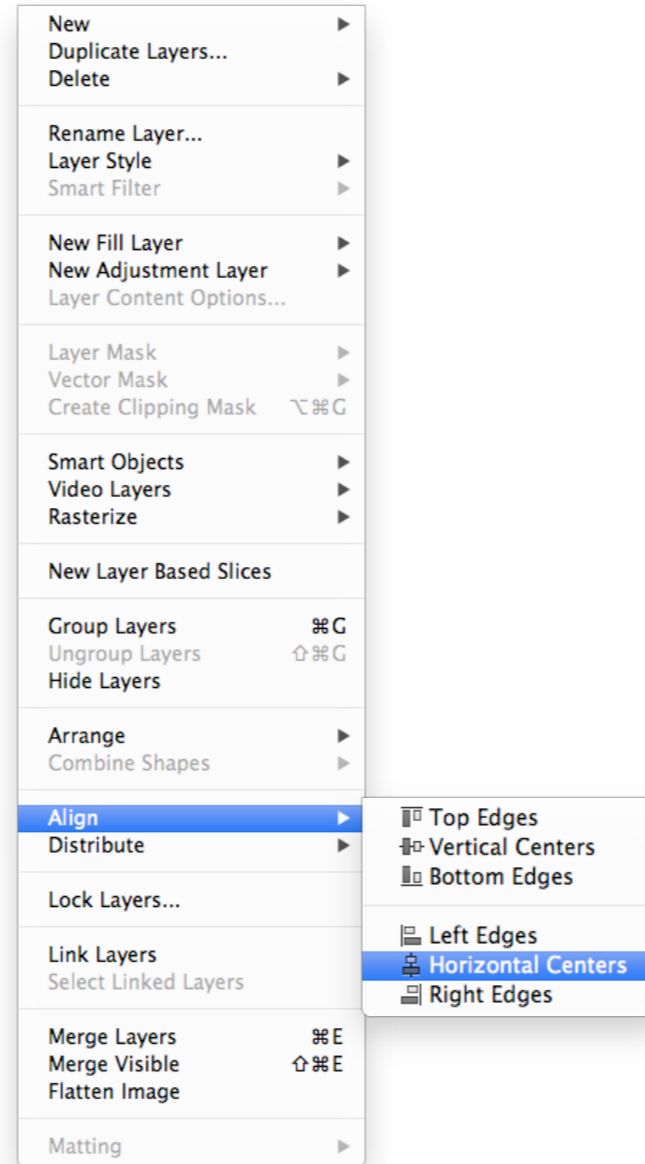 New
Duplicate Layers...
Delete
Rename Layer...
Layer Style
Smart Filter
New Fill Layer
New Adjustment Layer
Layer Content Options...
Layer Mask
Vector Mask
Create Clipping Mask ⌥⌘G
Smart Objects
Video Layers
Rasterize
New Layer Based Slices
Group Layers ⌘G
Ungroup Layers ⇧⌘G
Hide Layers
Arrange
Combine Shapes
Align
Distribute
Lock Layers...
Link Layers
Select Linked Layers
Merge Layers ⌘E
Merge Visible ⇧⌘E
Flatten Image
Matting
Top Edges
Vertical Centers
Bottom Edges
Left Edges
Horizontal Centers
Right Edges